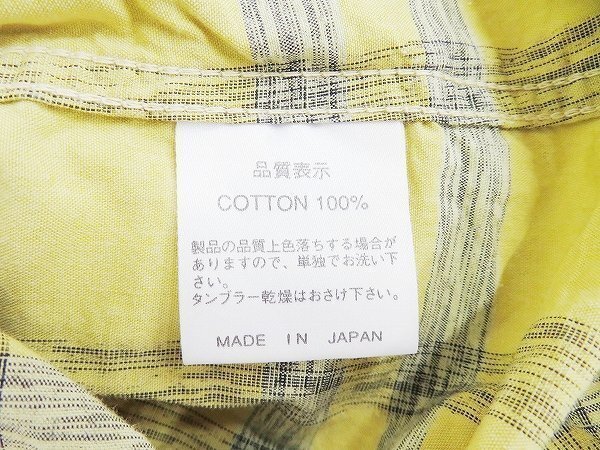 品質表示
COTTON 100%
製品の品質上色落ちする場合が
ありますので、単独でお洗い下
さい。
タンブラー乾燥はおさけ下さい。
MADE IN JAPAN